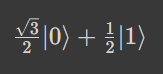 √3/2|0⟩ + 1/2|1⟩